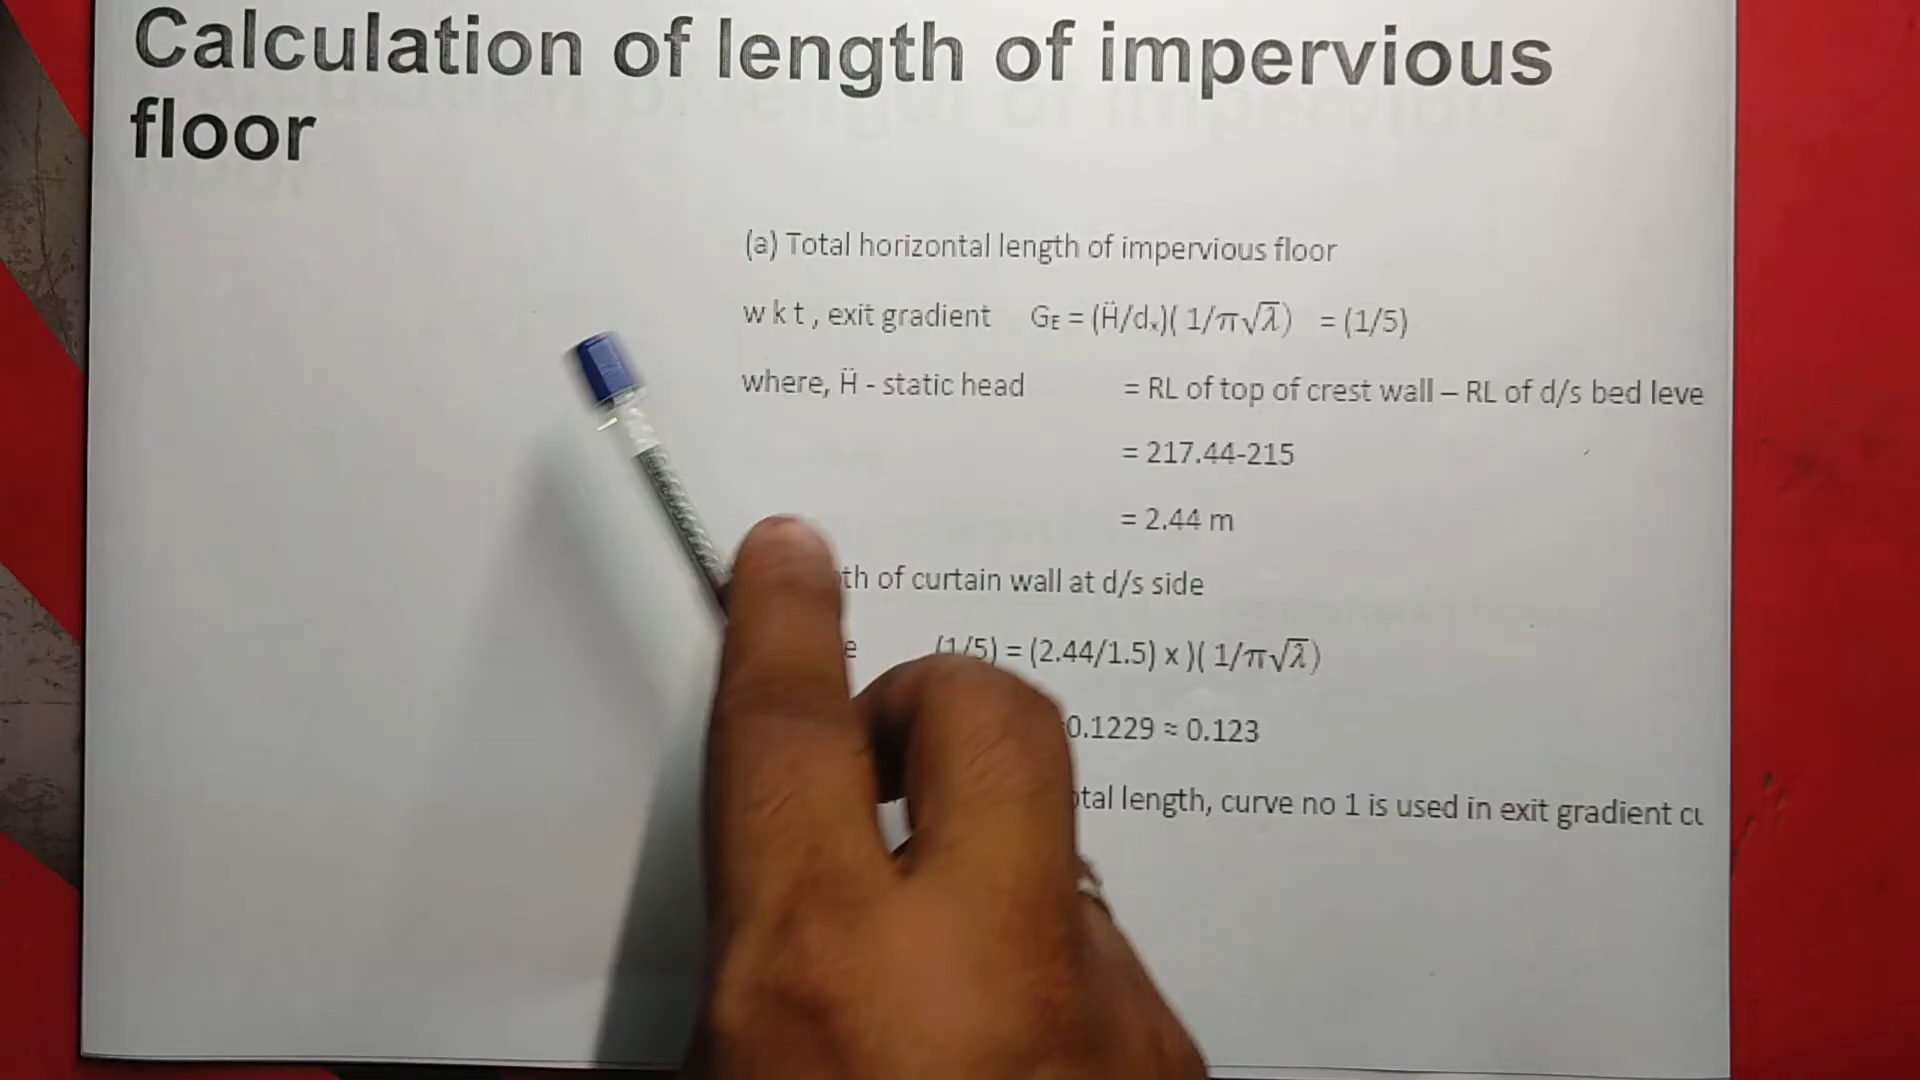 Calculation of length of impervious
floor
(a) Total horizontal length of impervious floor
w k t , exit gradient GE = (Ḧ/dₓ)( 1/π√λ) = (1/5)
where, Ḧ - static head = RL of top of crest wall – RL of d/s bed leve
= 217.44-215
= 2.44 m
th of curtain wall at d/s side
e (1/5) = (2.44/1.5) x )( 1/π√λ)
0.1229 ≈ 0.123
tal length, curve no 1 is used in exit gradient cu